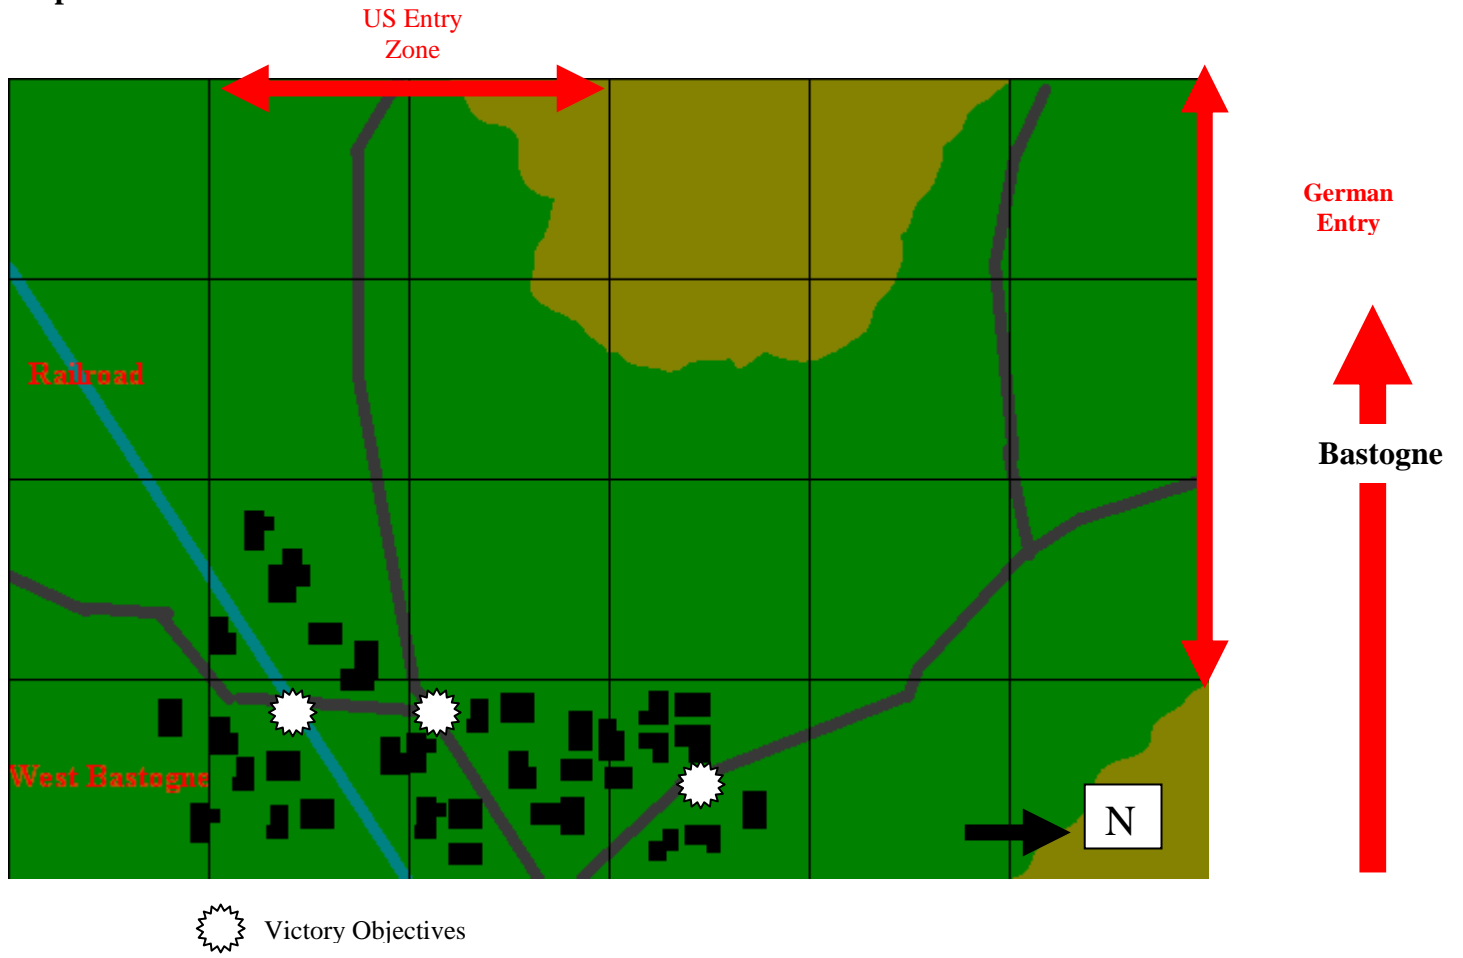 US Entry
Zone
German
Entry
Railroad
Bastogne
West Bastogne
N
Victory Objectives